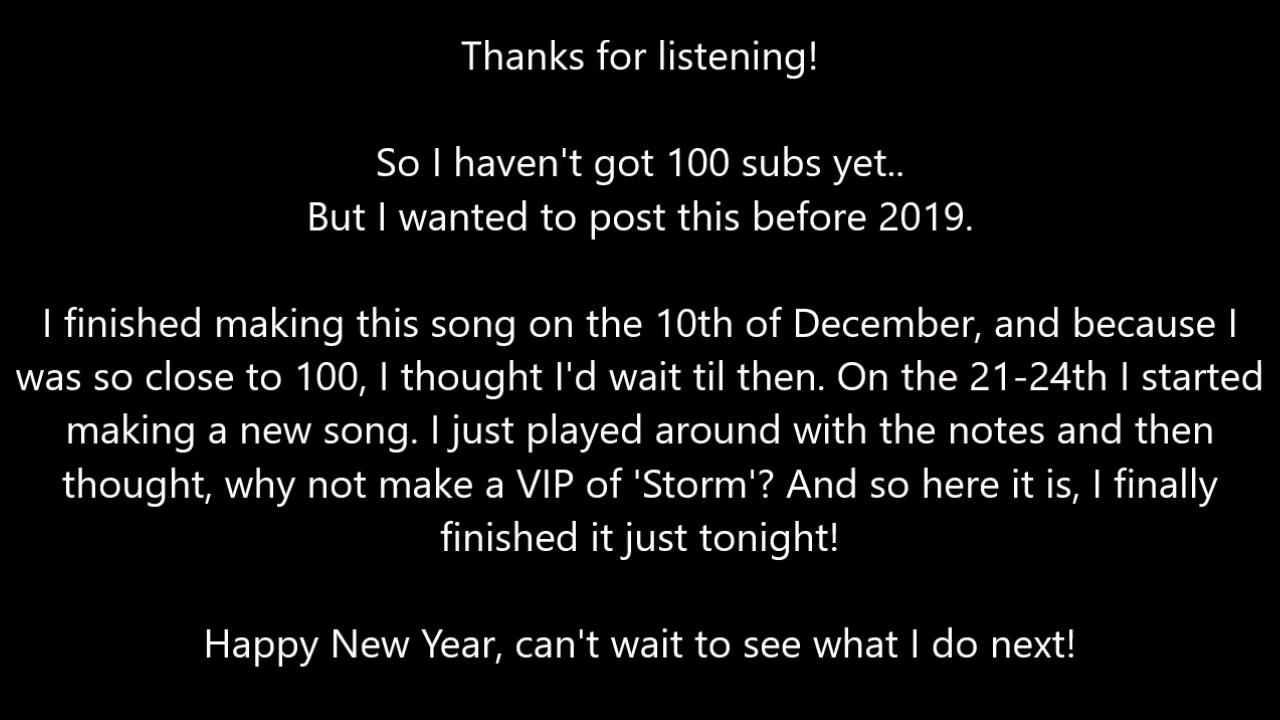 Thanks for listening!
So I haven't got 100 subs yet..
But I wanted to post this before 2019.
I finished making this song on the 10th of December, and because I
was so close to 100, I thought I'd wait til then. On the 21-24th I started
making a new song. I just played around with the notes and then
thought, why not make a VIP of 'Storm'? And so here it is, I finally
finished it just tonight!
Happy New Year, can't wait to see what I do next!